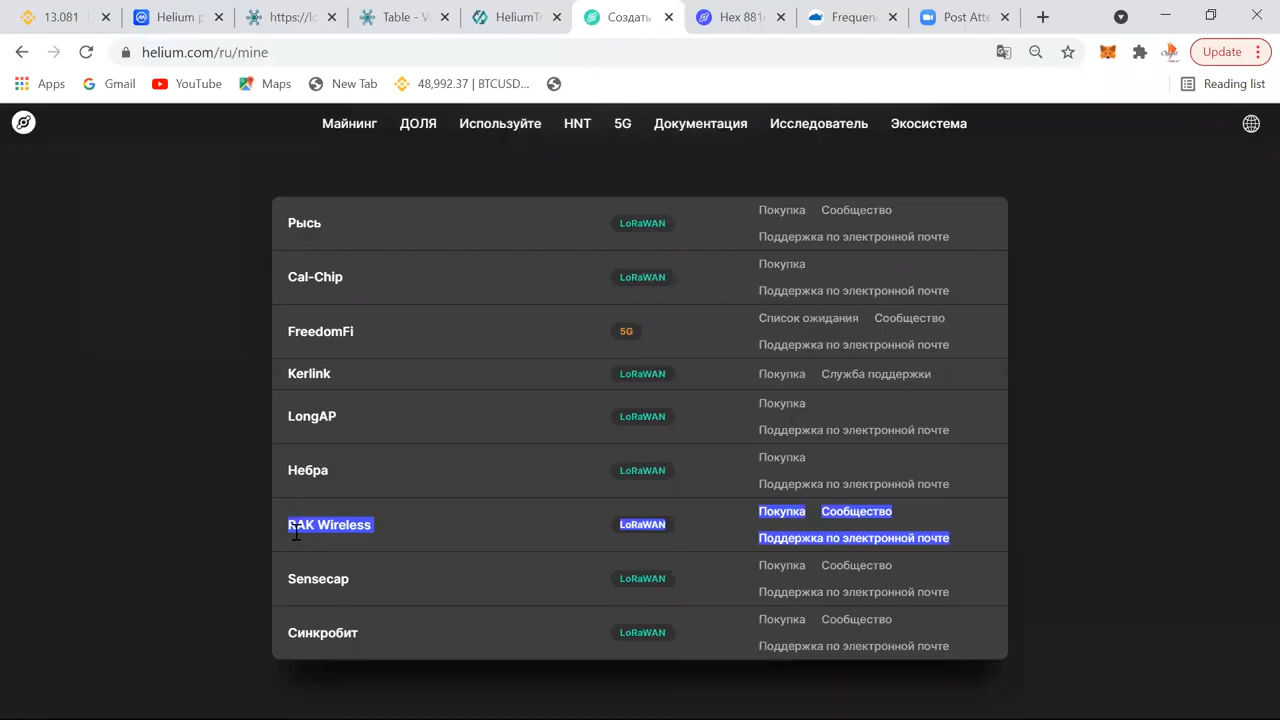 13.081
Helium p
https://lo
Table - V
HeliumTr
Создать
Hex 881
Frequenc
Post Atte
helium.com/ru/mine
Update
Apps
Gmail
YouTube
Maps
New Tab
48,992.37 | BTCUSD...
Reading list
Майнинг
ДОЛЯ
Используйте
HNT
5G
Документация
Исследователь
Экосистема
Рысь
LoRaWAN
Покупка Сообщество
Поддержка по электронной почте
Cal-Chip
LoRaWAN
Покупка
Поддержка по электронной почте
FreedomFi
5G
Список ожидания Сообщество
Поддержка по электронной почте
Kerlink
LoRaWAN
Покупка Служба поддержки
LongAP
LoRaWAN
Покупка
Поддержка по электронной почте
Небра
LoRaWAN
Покупка
Поддержка по электронной почте
RAK Wireless
LoRaWAN
Покупка Сообщество
Поддержка по электронной почте
Sensecap
LoRaWAN
Покупка Сообщество
Поддержка по электронной почте
Синкробит
LoRaWAN
Покупка Сообщество
Поддержка по электронной почте